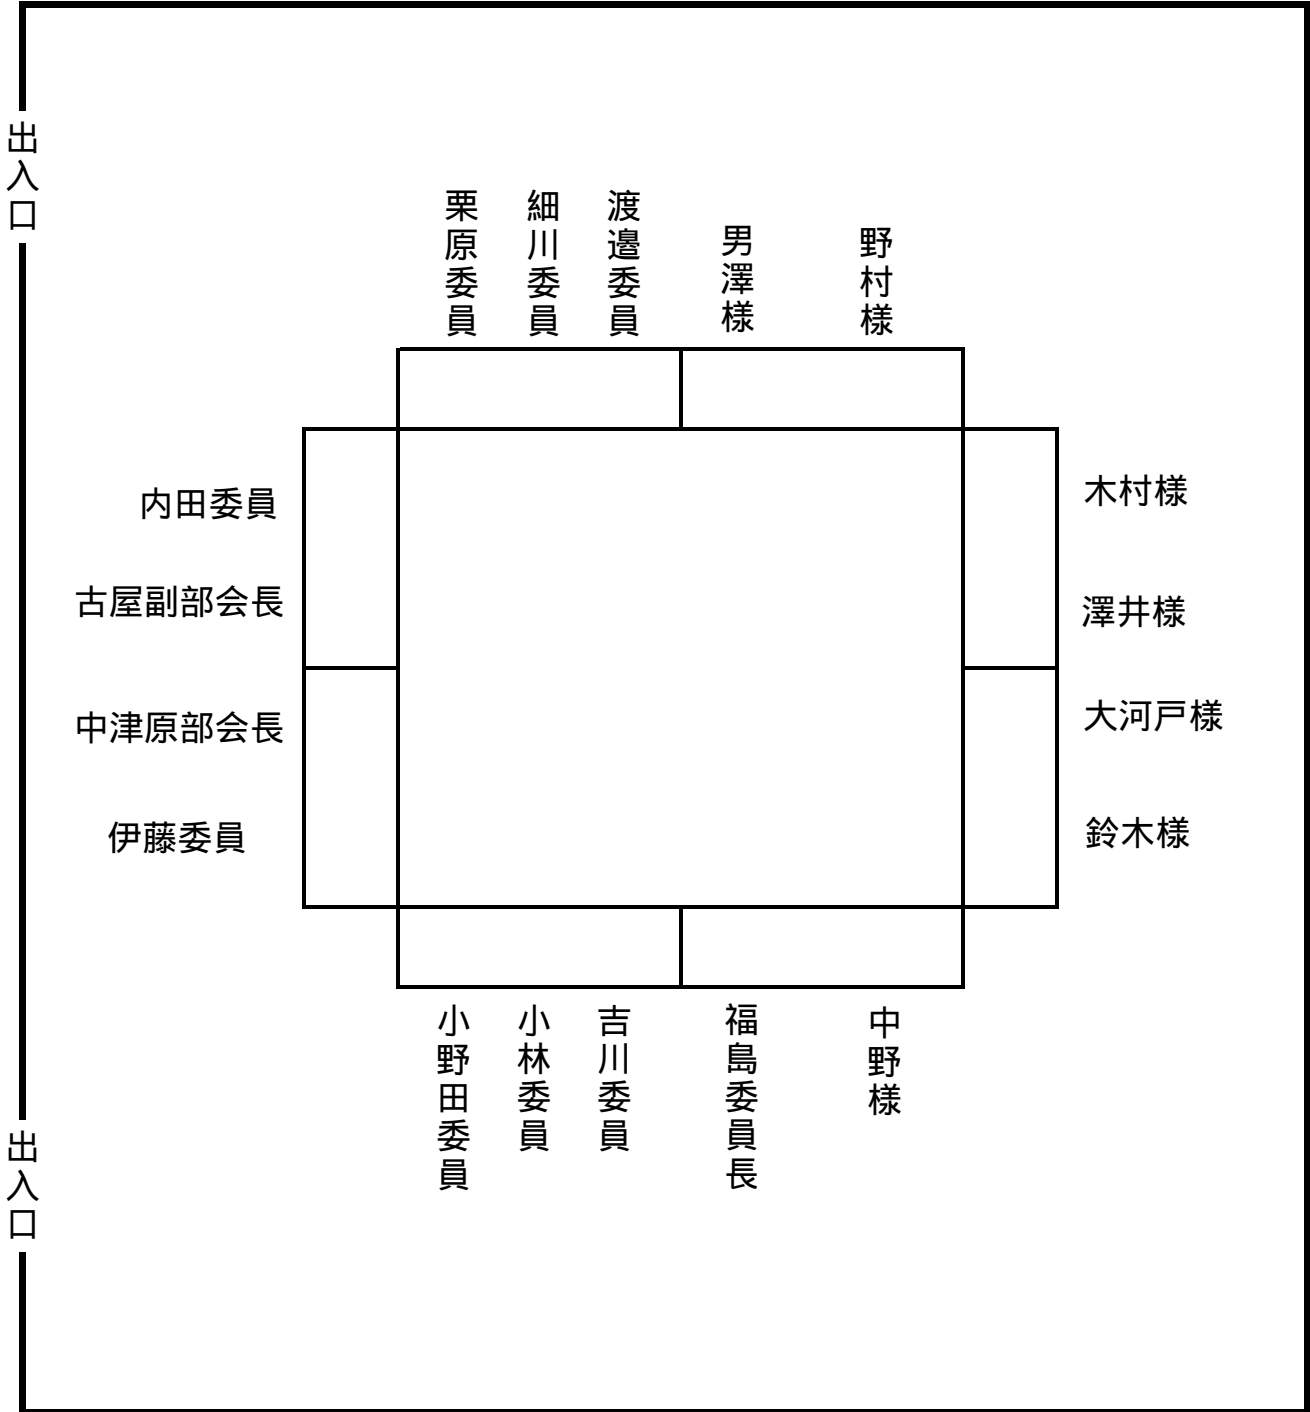 出入口
栗原委員
細川委員
渡邉委員
男澤様
野村様
内田委員
古屋副部会長
中津原部会長
伊藤委員
木村様
澤井様
大河戸様
鈴木様
小野田委員
小林委員
吉川委員
福島委員長
中野様
出入口